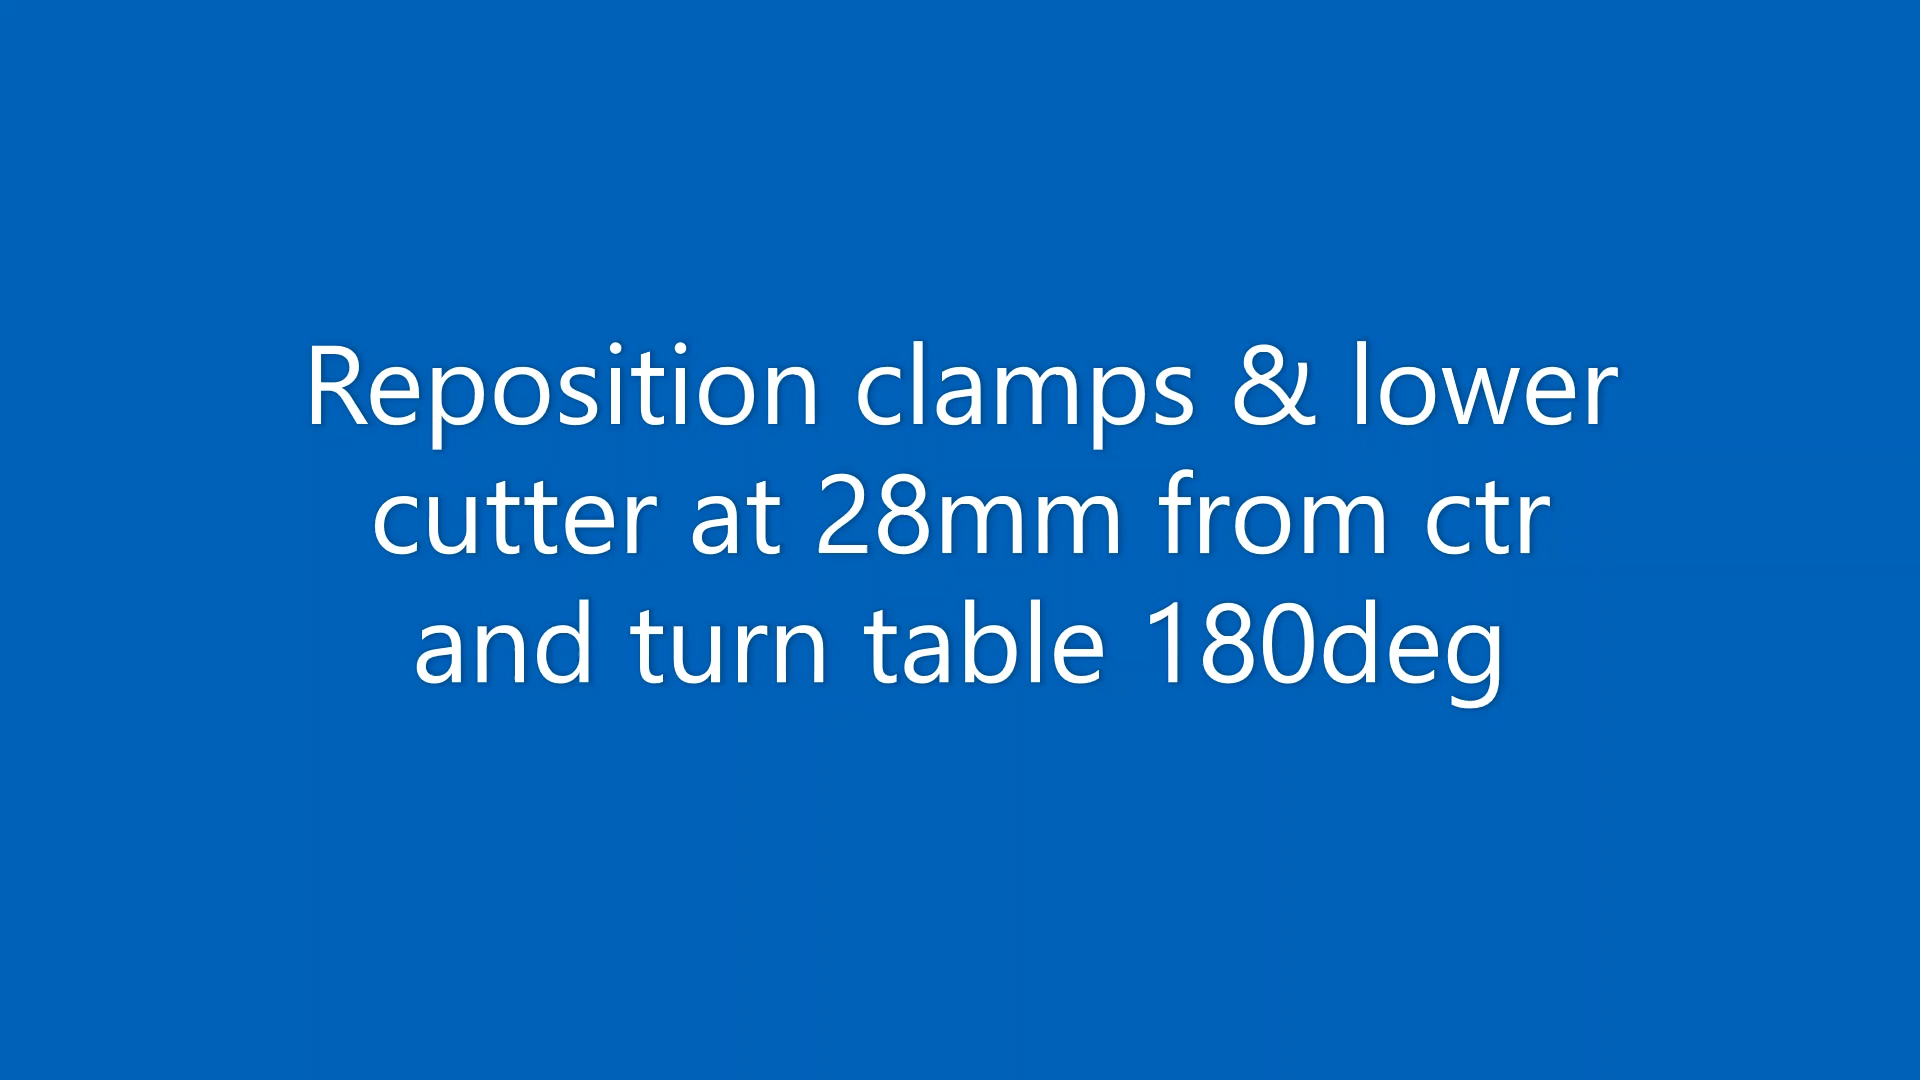 Reposition clamps & lower
cutter at 28mm from ctr
and turn table 180deg